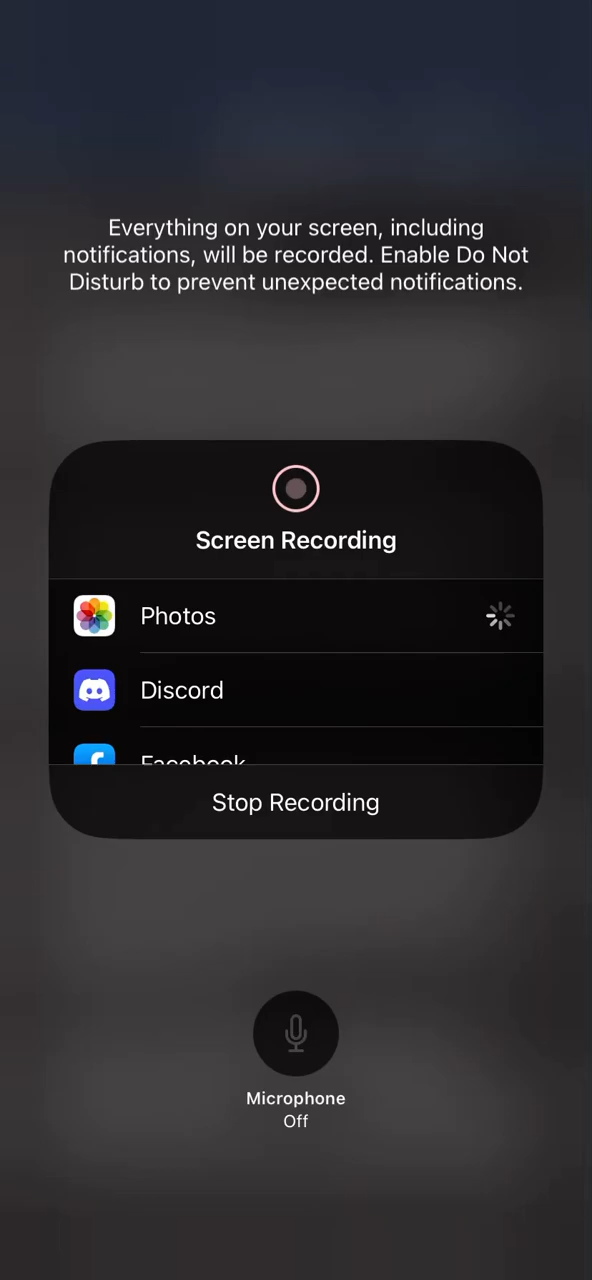 Everything on your screen, including
notifications, will be recorded. Enable Do Not
Disturb to prevent unexpected notifications.
Screen Recording
Photos
Discord
Facebook
Stop Recording
Microphone
Off